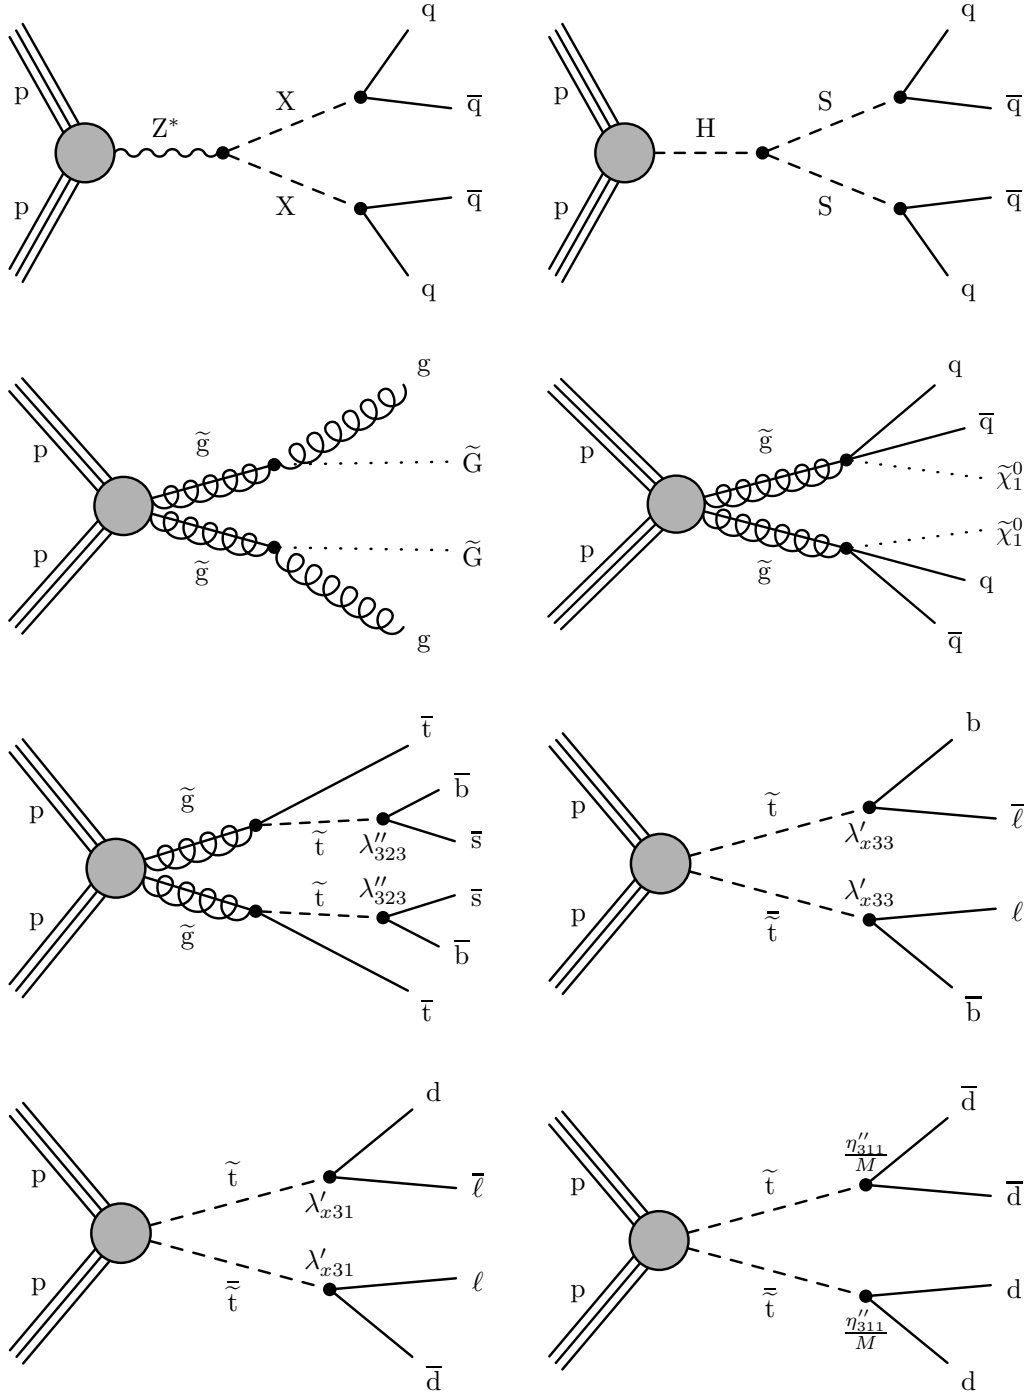 q q
p Z* X q̅ p H S q̅
p X q̅ p S q̅
q q
g q
p g̃ G̃ p g̃ q̅ χ̃⁰₁
p g̃ G̃ p g̃ χ̃⁰₁ q
g q̅
t̅ b
p g̃ b̅ p t̃ ℓ̅
t̃ λ″₃₂₃ s̅ λ′ₓ₃₃
t̃ λ″₃₂₃ s̅ λ′ₓ₃₃
p g̃ b̅ p t̃̅ ℓ
t̅ b̅
d d̅
p t̃ ℓ̅ p t̃ η″₃₁₁/M d̅
λ′ₓ₃₁
λ′ₓ₃₁
p t̃̅ ℓ p t̃̅ η″₃₁₁/M d
d̅ d